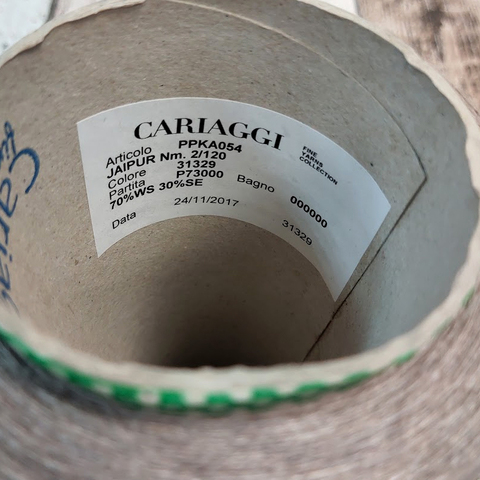 CARIAGGI
FINE
YARNS
COLLECTION
Articolo PPKA054
JAIPUR Nm. 2/120
Colore 31329
Partita P73000 Bagno 000000
70%WS 30%SE
Data 24/11/2017 31329